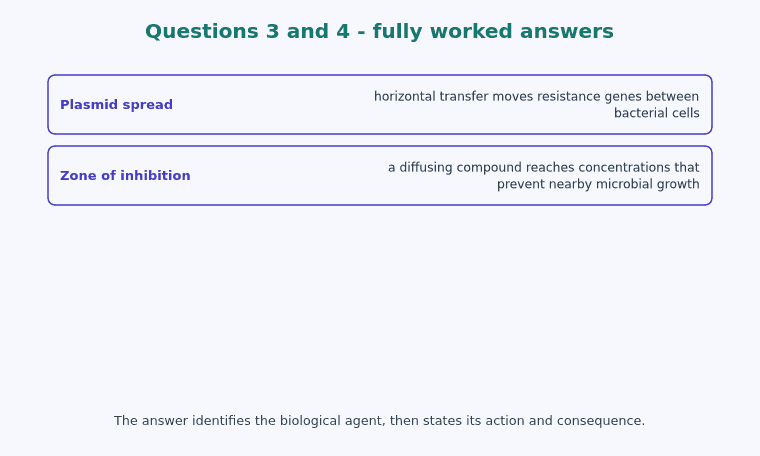 Questions 3 and 4 - fully worked answers
Plasmid spread
horizontal transfer moves resistance genes between
bacterial cells
Zone of inhibition
a diffusing compound reaches concentrations that
prevent nearby microbial growth
The answer identifies the biological agent, then states its action and consequence.